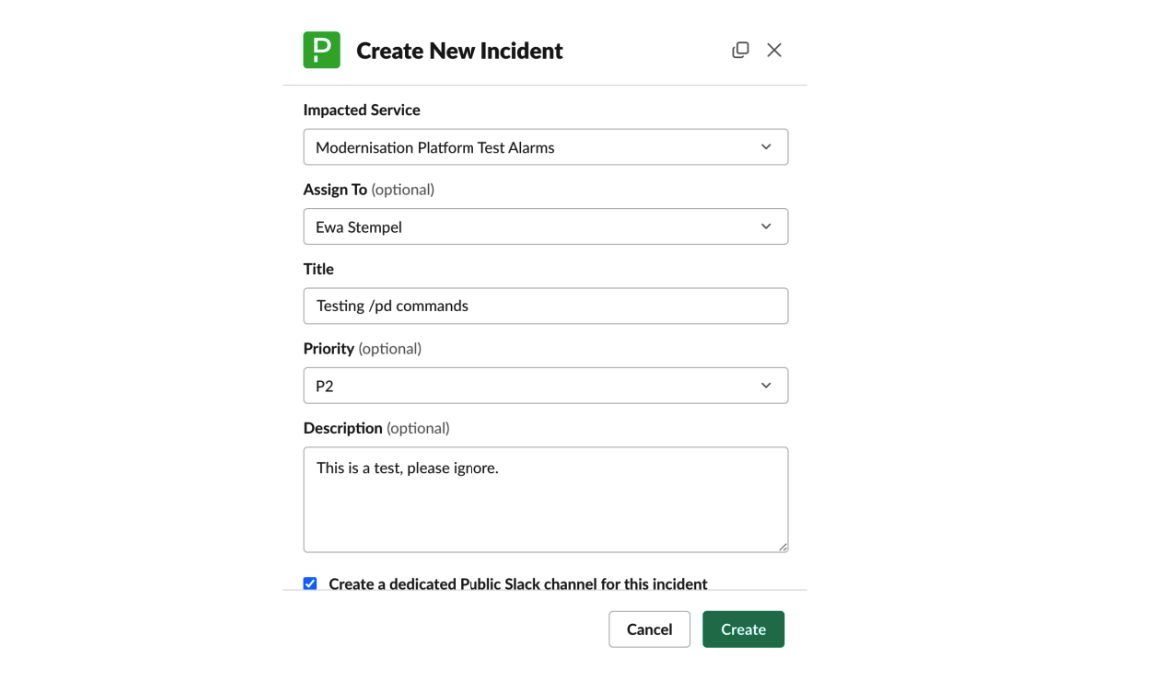 P
Create New Incident
Impacted Service
Modernisation Platform Test Alarms
Assign To (optional)
Ewa Stempel
Title
Testing /pd commands
Priority (optional)
P2
Description (optional)
This is a test, please ignore.
Create a dedicated Public Slack channel for this incident
Cancel
Create